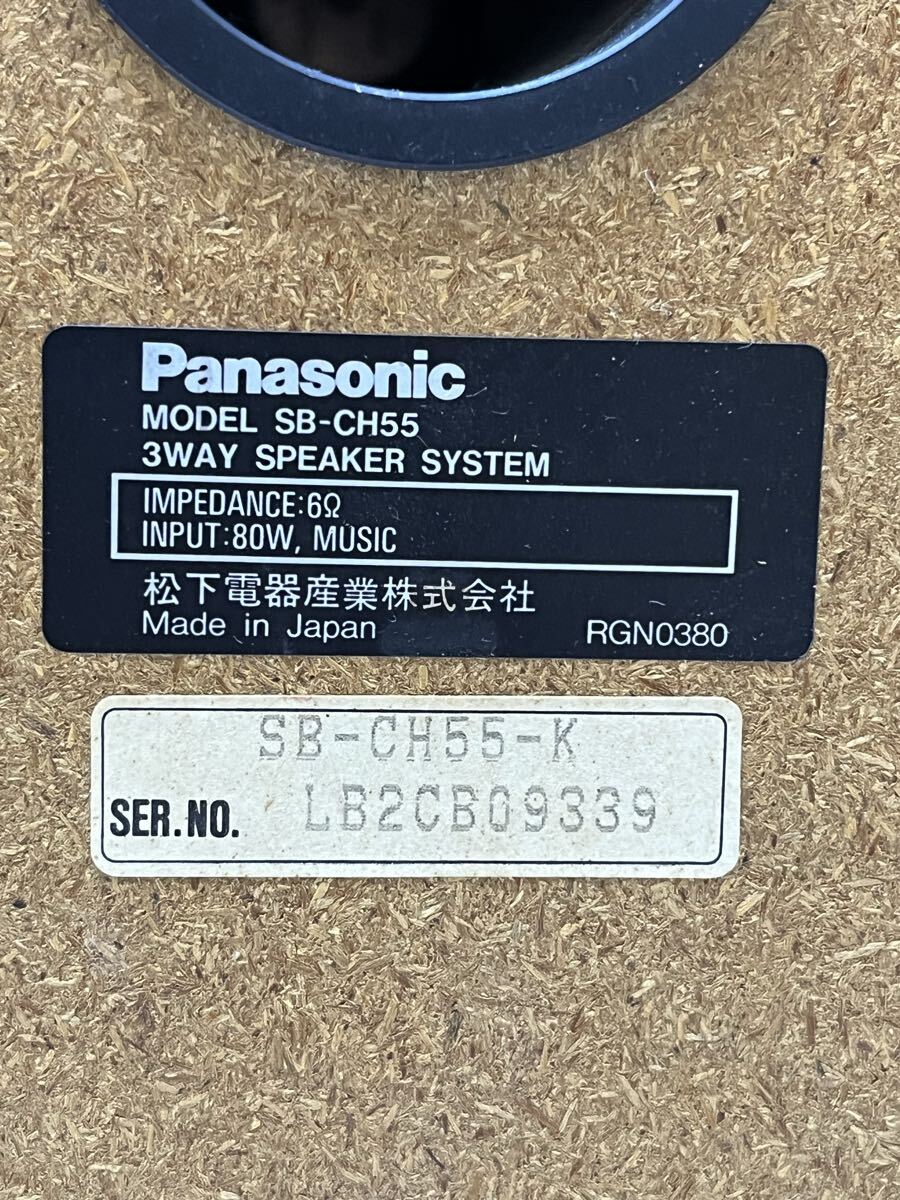 Panasonic
MODEL SB-CH55
3WAY SPEAKER SYSTEM
IMPEDANCE:6Ω
INPUT:80W, MUSIC
松下電器産業株式会社
Made in Japan RGN0380
SB-CH55-K
SER.NO. LB2CB09339